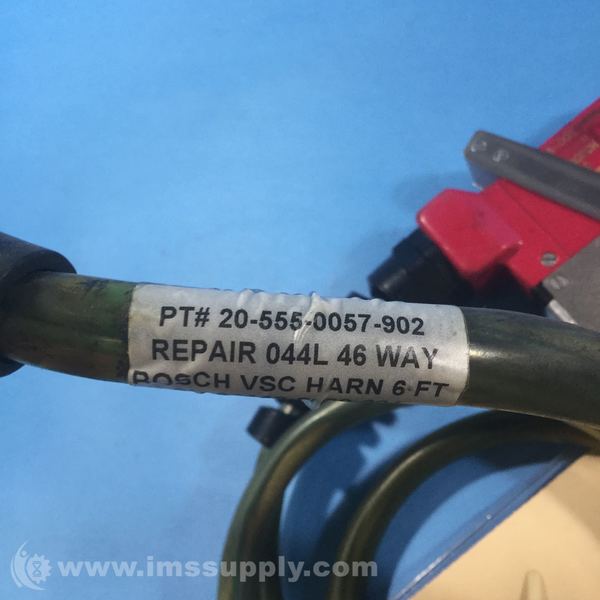 PT# 20-555-0057-902
REPAIR 044L 46 WAY
BOSCH VSC HARN 6 FT
www.imssupply.com